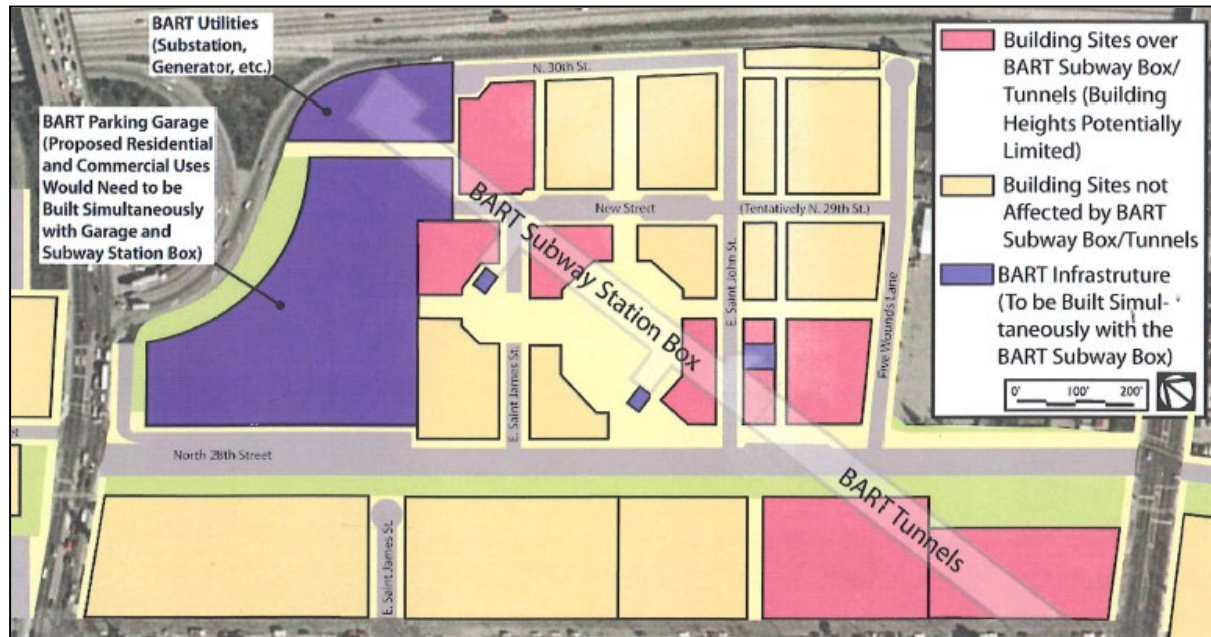 BART Utilities
(Substation,
Generator, etc.)
BART Parking Garage
(Proposed Residential
and Commercial Uses
Would Need to be
Built Simultaneously
with Garage and
Subway Station Box)
N. 30th St.
New Street
(Tentatively N. 29th St.)
BART Subway Station Box
E. Saint John St.
Five Wounds Lane
E. Saint James St.
North 28th Street
BART Tunnels
E. Saint James St.
Building Sites over
BART Subway Box/
Tunnels (Building
Heights Potentially
Limited)
Building Sites not
Affected by BART
Subway Box/Tunnels
BART Infrastruture
(To be Built Simul-
taneously with the
BART Subway Box)
0' 100' 200'